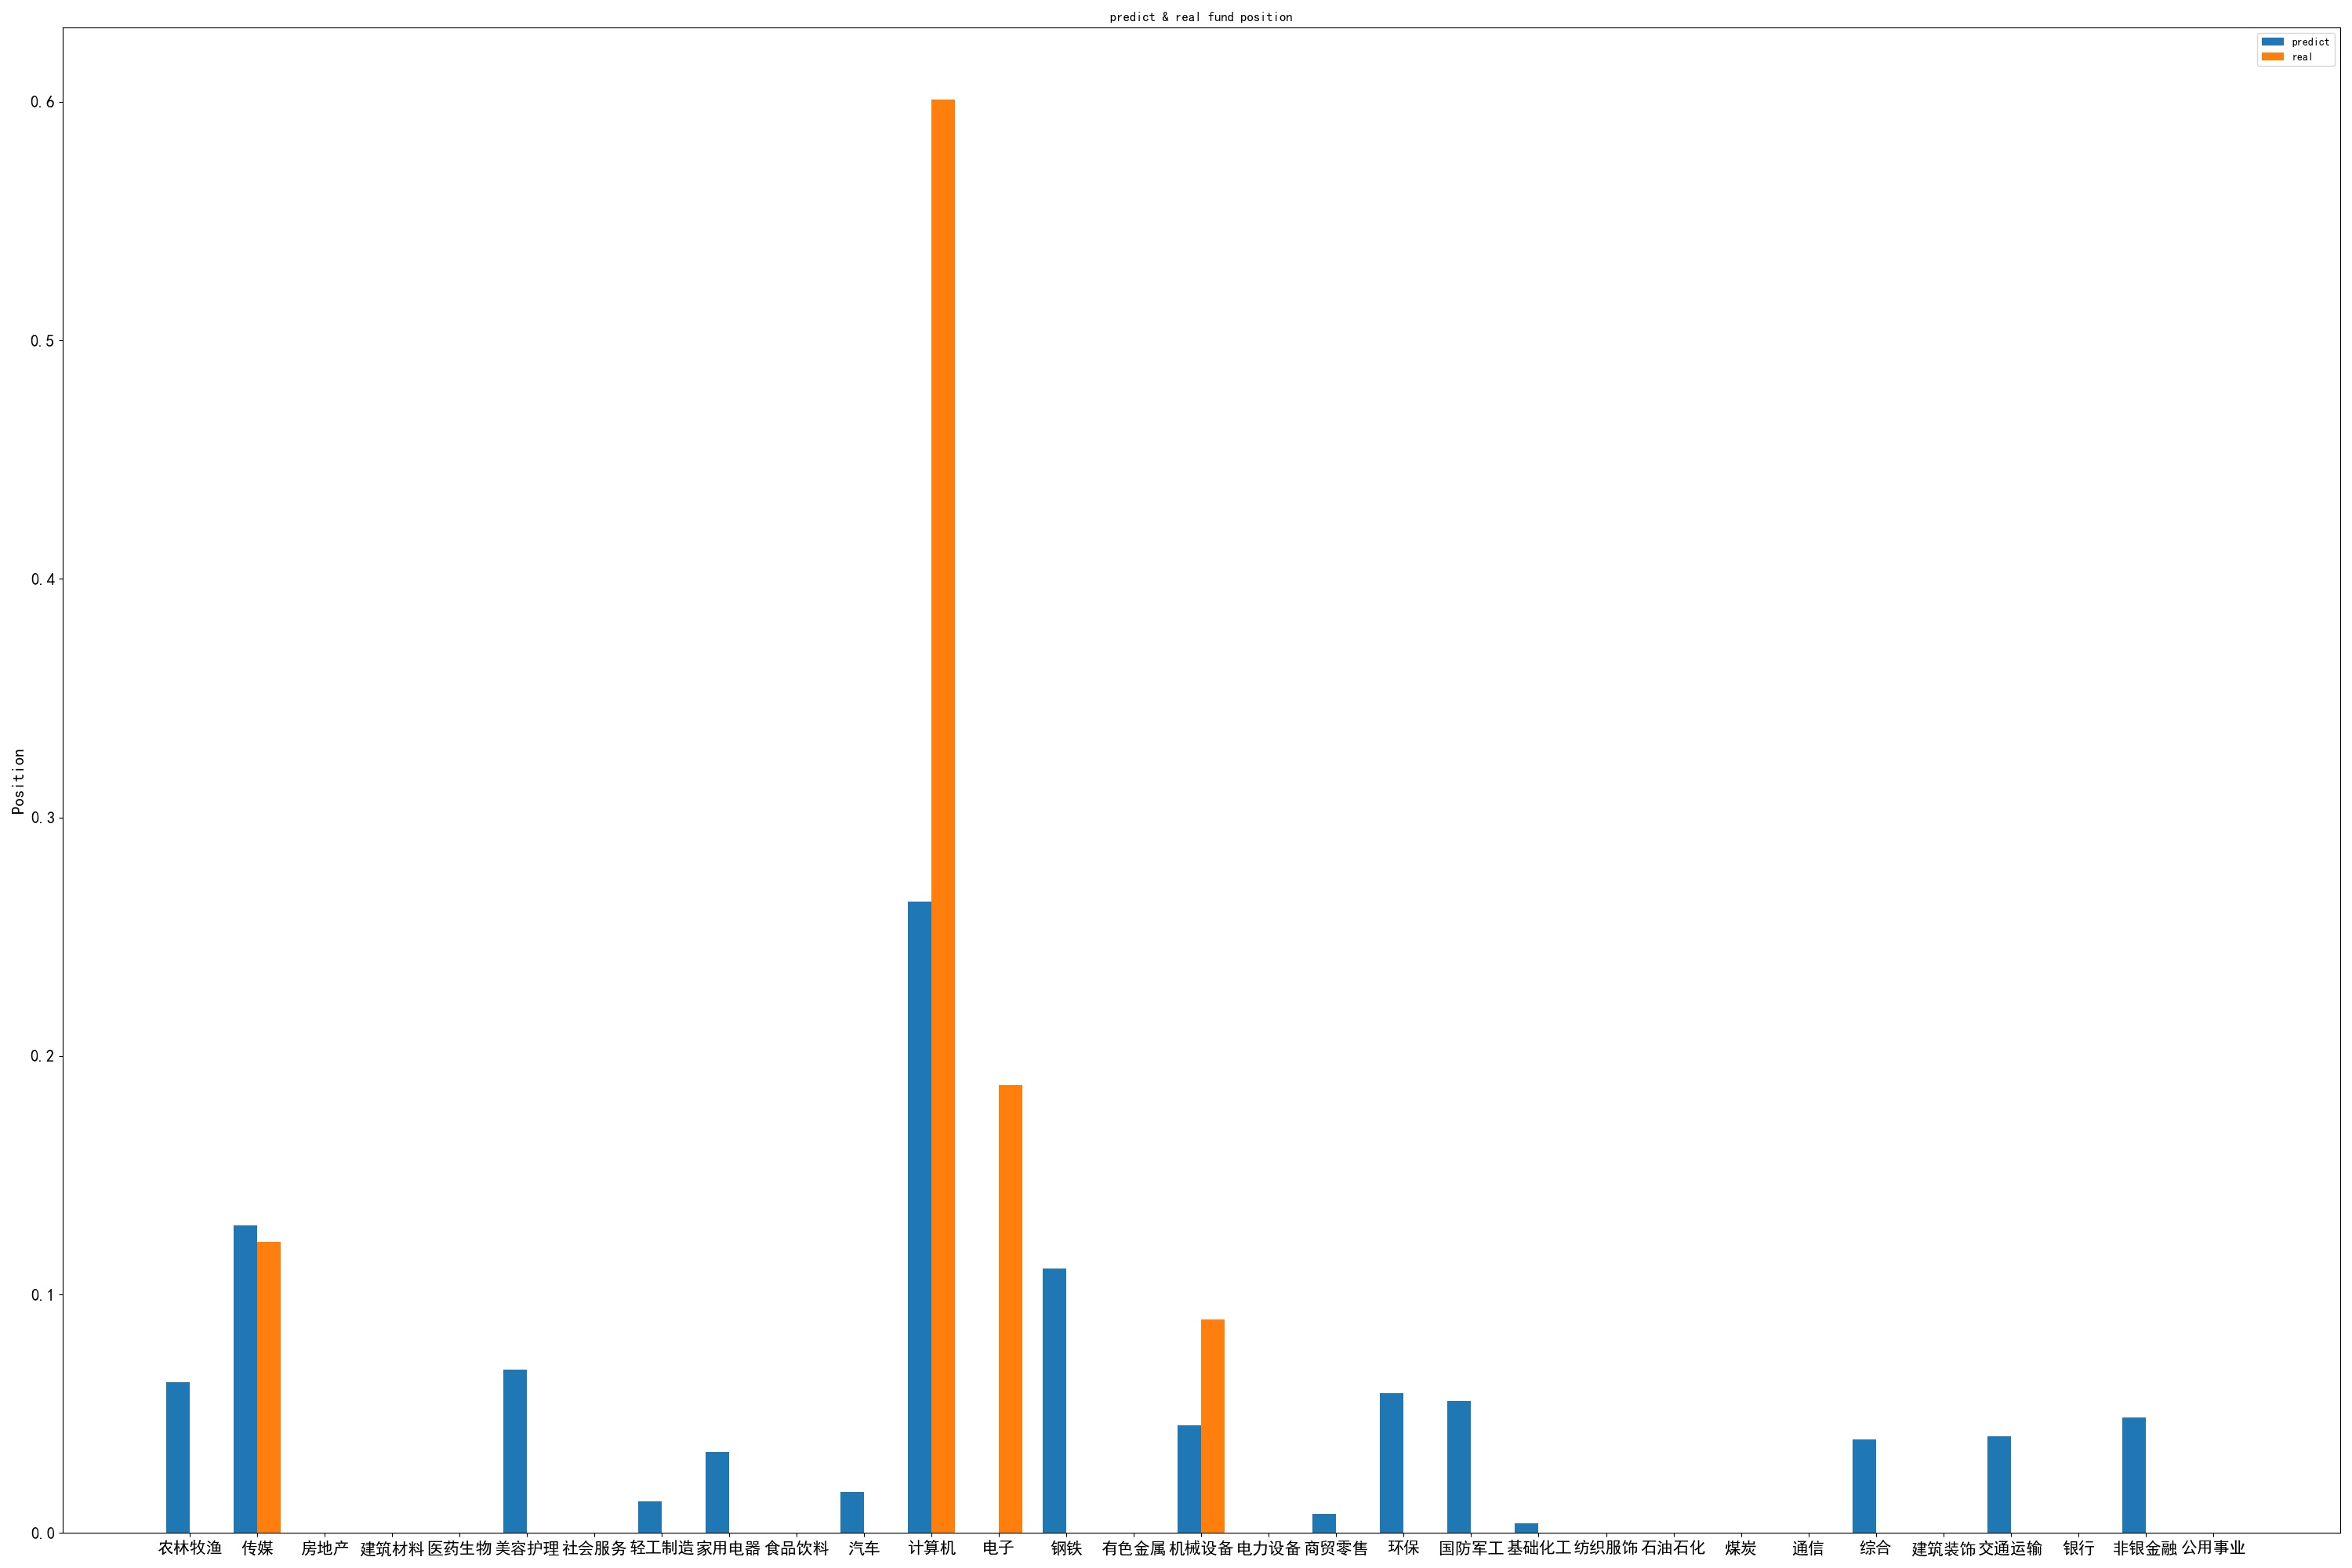 predict & real fund position
predict
real
0.6
0.5
0.4
0.3
0.2
0.1
0.0
Position
农林牧渔 传媒 房地产 建筑材料 医药生物 美容护理 社会服务 轻工制造 家用电器 食品饮料 汽车 计算机 电子 钢铁 有色金属 机械设备 电力设备 商贸零售 环保 国防军工 基础化工 纺织服饰 石油石化 煤炭 通信 综合 建筑装饰 交通运输 银行 非银金融 公用事业